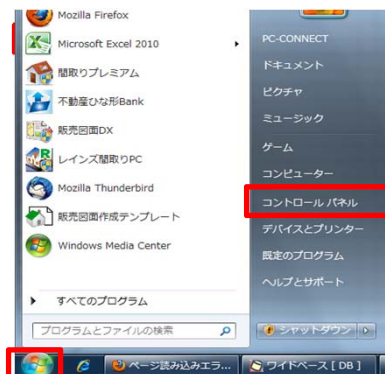 Mozilla Firefox
Microsoft Excel 2010
間取りプレミアム
不動産ひな形Bank
販売図面DX
レインズ間取りPC
Mozilla Thunderbird
販売図面作成テンプレート
Windows Media Center
すべてのプログラム
プログラムとファイルの検索
PC-CONNECT
ドキュメント
ピクチャ
ミュージック
ゲーム
コンピューター
コントロール パネル
デバイスとプリンター
既定のプログラム
ヘルプとサポート
シャットダウン
ページ読み込みエラ...
ワイドベース [ DB ]